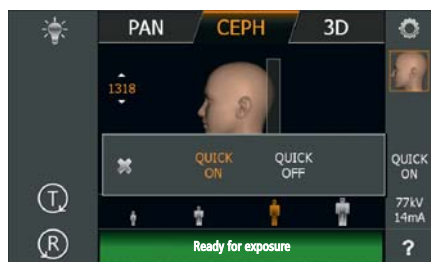 PAN CEPH 3D
1318
QUICK
ON
QUICK
OFF
QUICK
ON
77kV
14mA
T
R
Ready for exposure
?